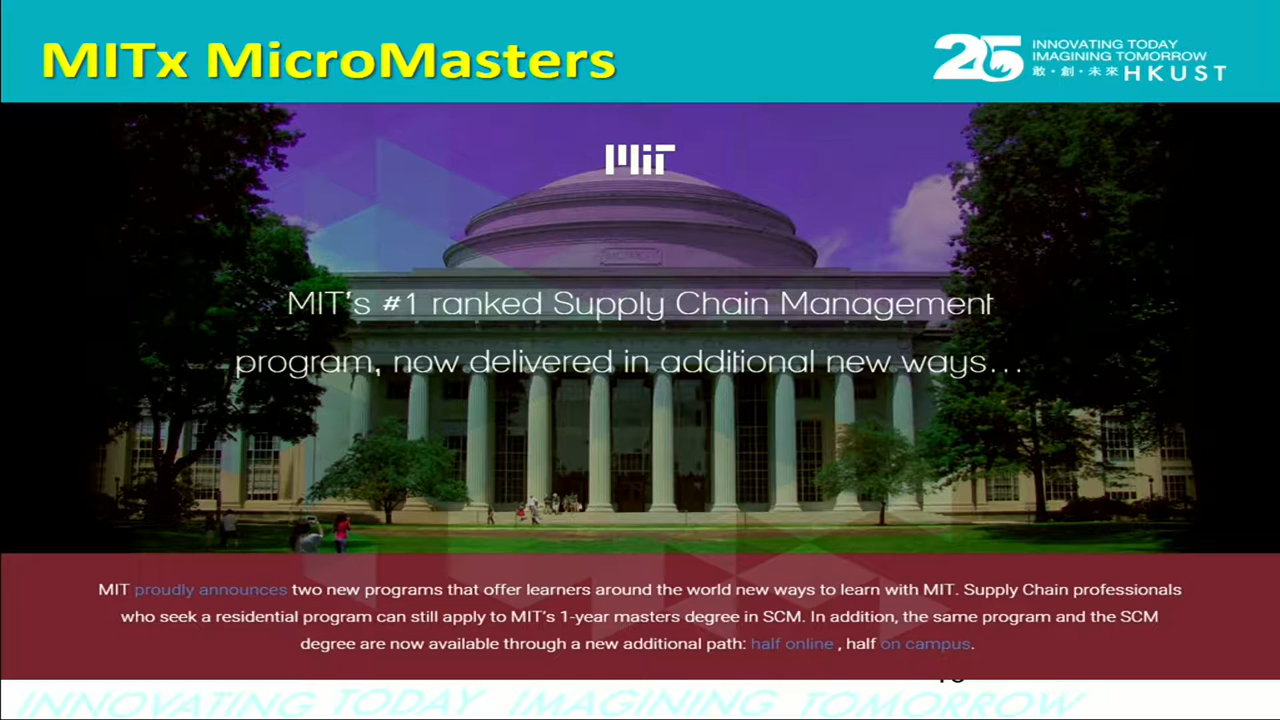 MITx MicroMasters
25
INNOVATING TODAY
IMAGINING TOMORROW
敢·創·未來 HKUST
MIT
MIT's #1 ranked Supply Chain Management
program, now delivered in additional new ways...
MIT proudly announces two new programs that offer learners around the world new ways to learn with MIT. Supply Chain professionals
who seek a residential program can still apply to MIT's 1-year masters degree in SCM. In addition, the same program and the SCM
degree are now available through a new additional path: half online , half on campus.
INNOVATING TODAY IMAGINING TOMORROW